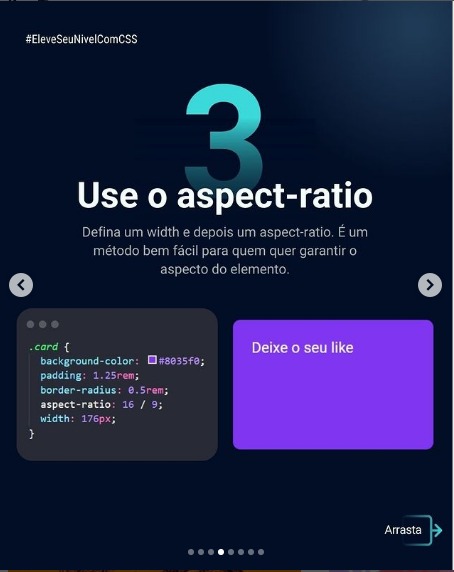 #EleveSeuNivelComCSS
3
Use o aspect-ratio
Defina um width e depois um aspect-ratio. É um
método bem fácil para quem quer garantir o
aspecto do elemento.
.card {
background-color: #8035f0;
padding: 1.25rem;
border-radius: 0.5rem;
aspect-ratio: 16 / 9;
width: 176px;
}
Deixe o seu like
Arrasta